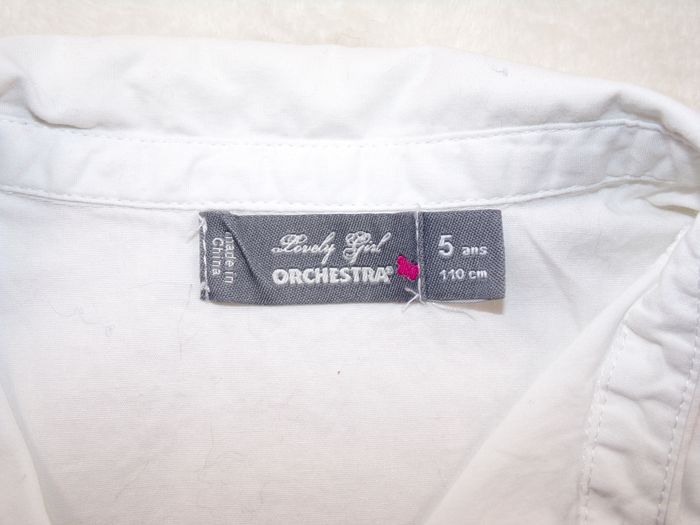 made in
China
Lovely Girl
ORCHESTRA®
5 ans
110 cm